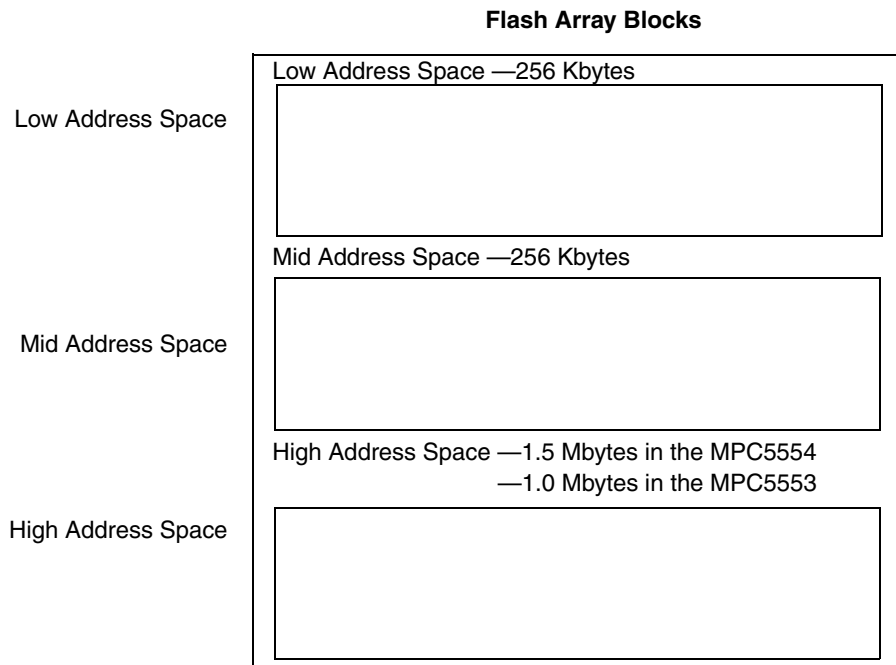 Flash Array Blocks
Low Address Space —256 Kbytes
Low Address Space
Mid Address Space —256 Kbytes
Mid Address Space
High Address Space —1.5 Mbytes in the MPC5554
—1.0 Mbytes in the MPC5553
High Address Space